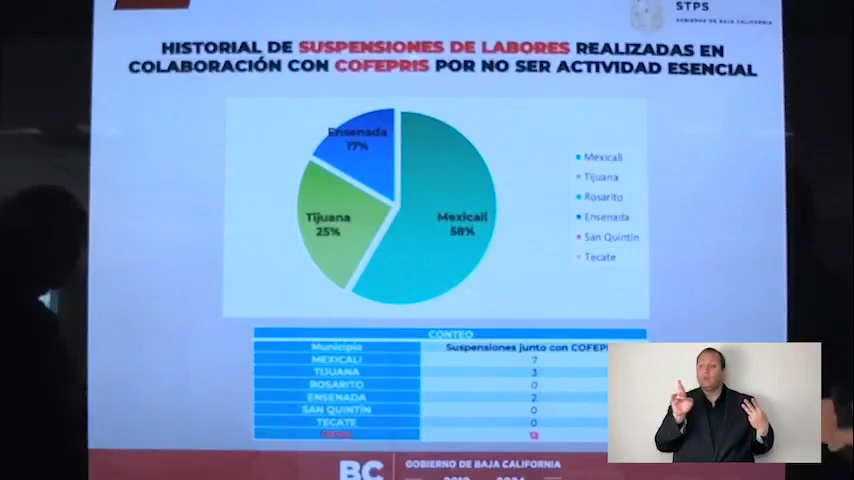 STPS
GOBIERNO DE BAJA CALIFORNIA
HISTORIAL DE SUSPENSIONES DE LABORES REALIZADAS EN
COLABORACIÓN CON COFEPRIS POR NO SER ACTIVIDAD ESENCIAL
Ensenada
17%
Tijuana
25%
Mexicali
58%
Mexicali
Tijuana
Rosarito
Ensenada
San Quintín
Tecate
CONTEO
Municipio Suspensiones junto con COFEP
MEXICALI 7
TIJUANA 3
ROSARITO 0
ENSENADA 2
SAN QUINTÍN 0
TECATE 0
TOTAL
BC GOBIERNO DE BAJA CALIFORNIA